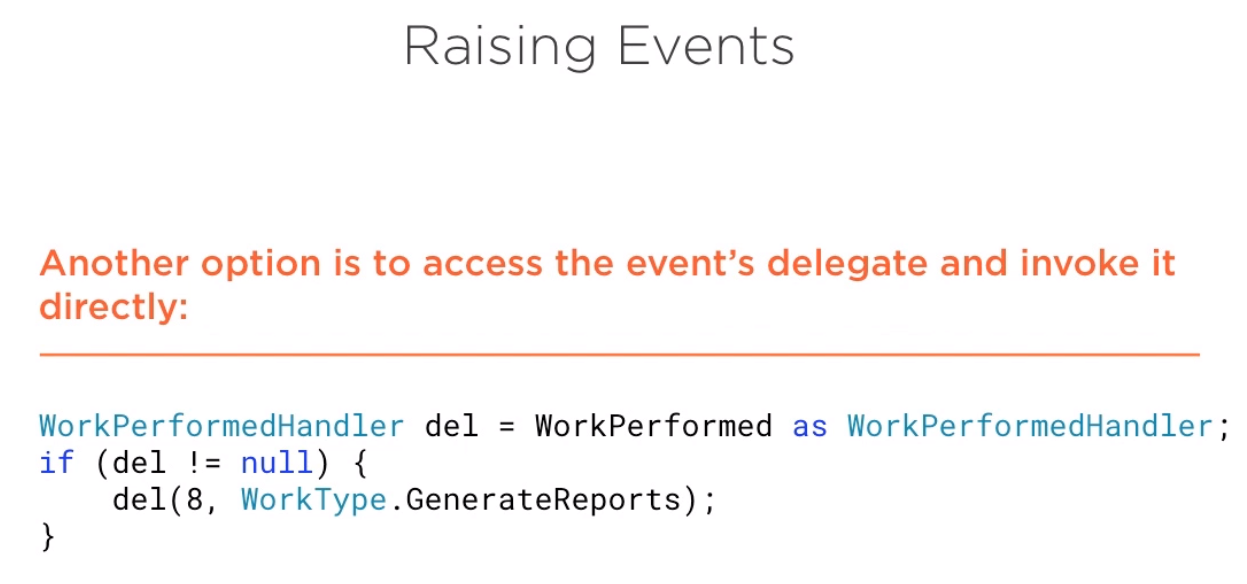 Raising Events
Another option is to access the event’s delegate and invoke it
directly:
WorkPerformedHandler del = WorkPerformed as WorkPerformedHandler;
if (del != null) {
    del(8, WorkType.GenerateReports);
}